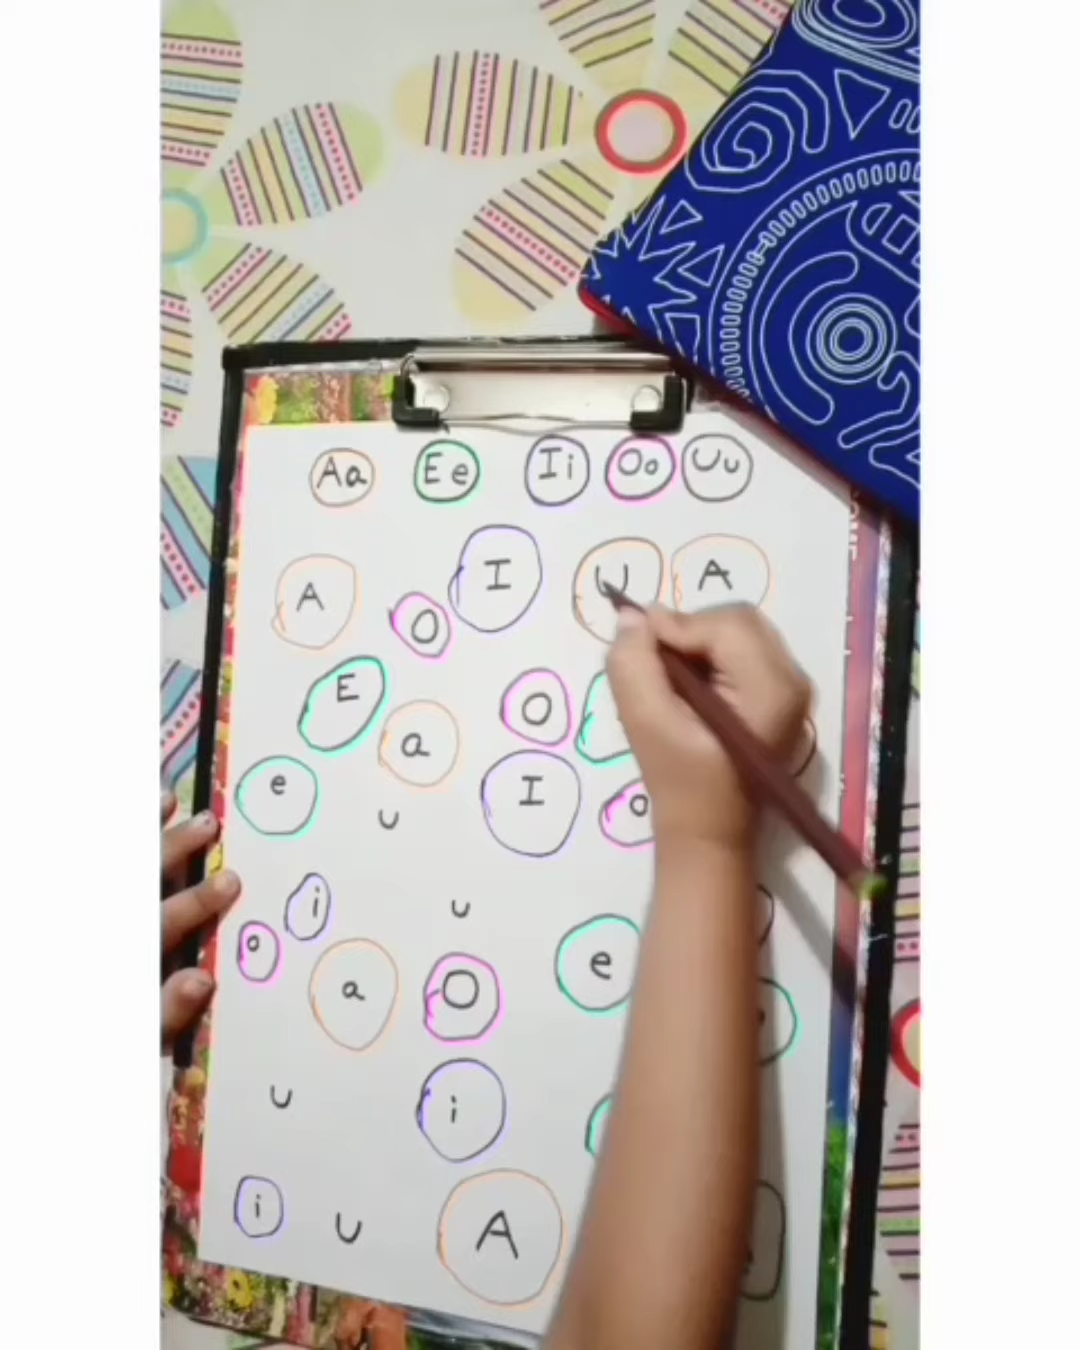 Aa Ee Ii Oo Uu
A O I U A
E a O
e u I o
i u
o a O e
u i
i U A